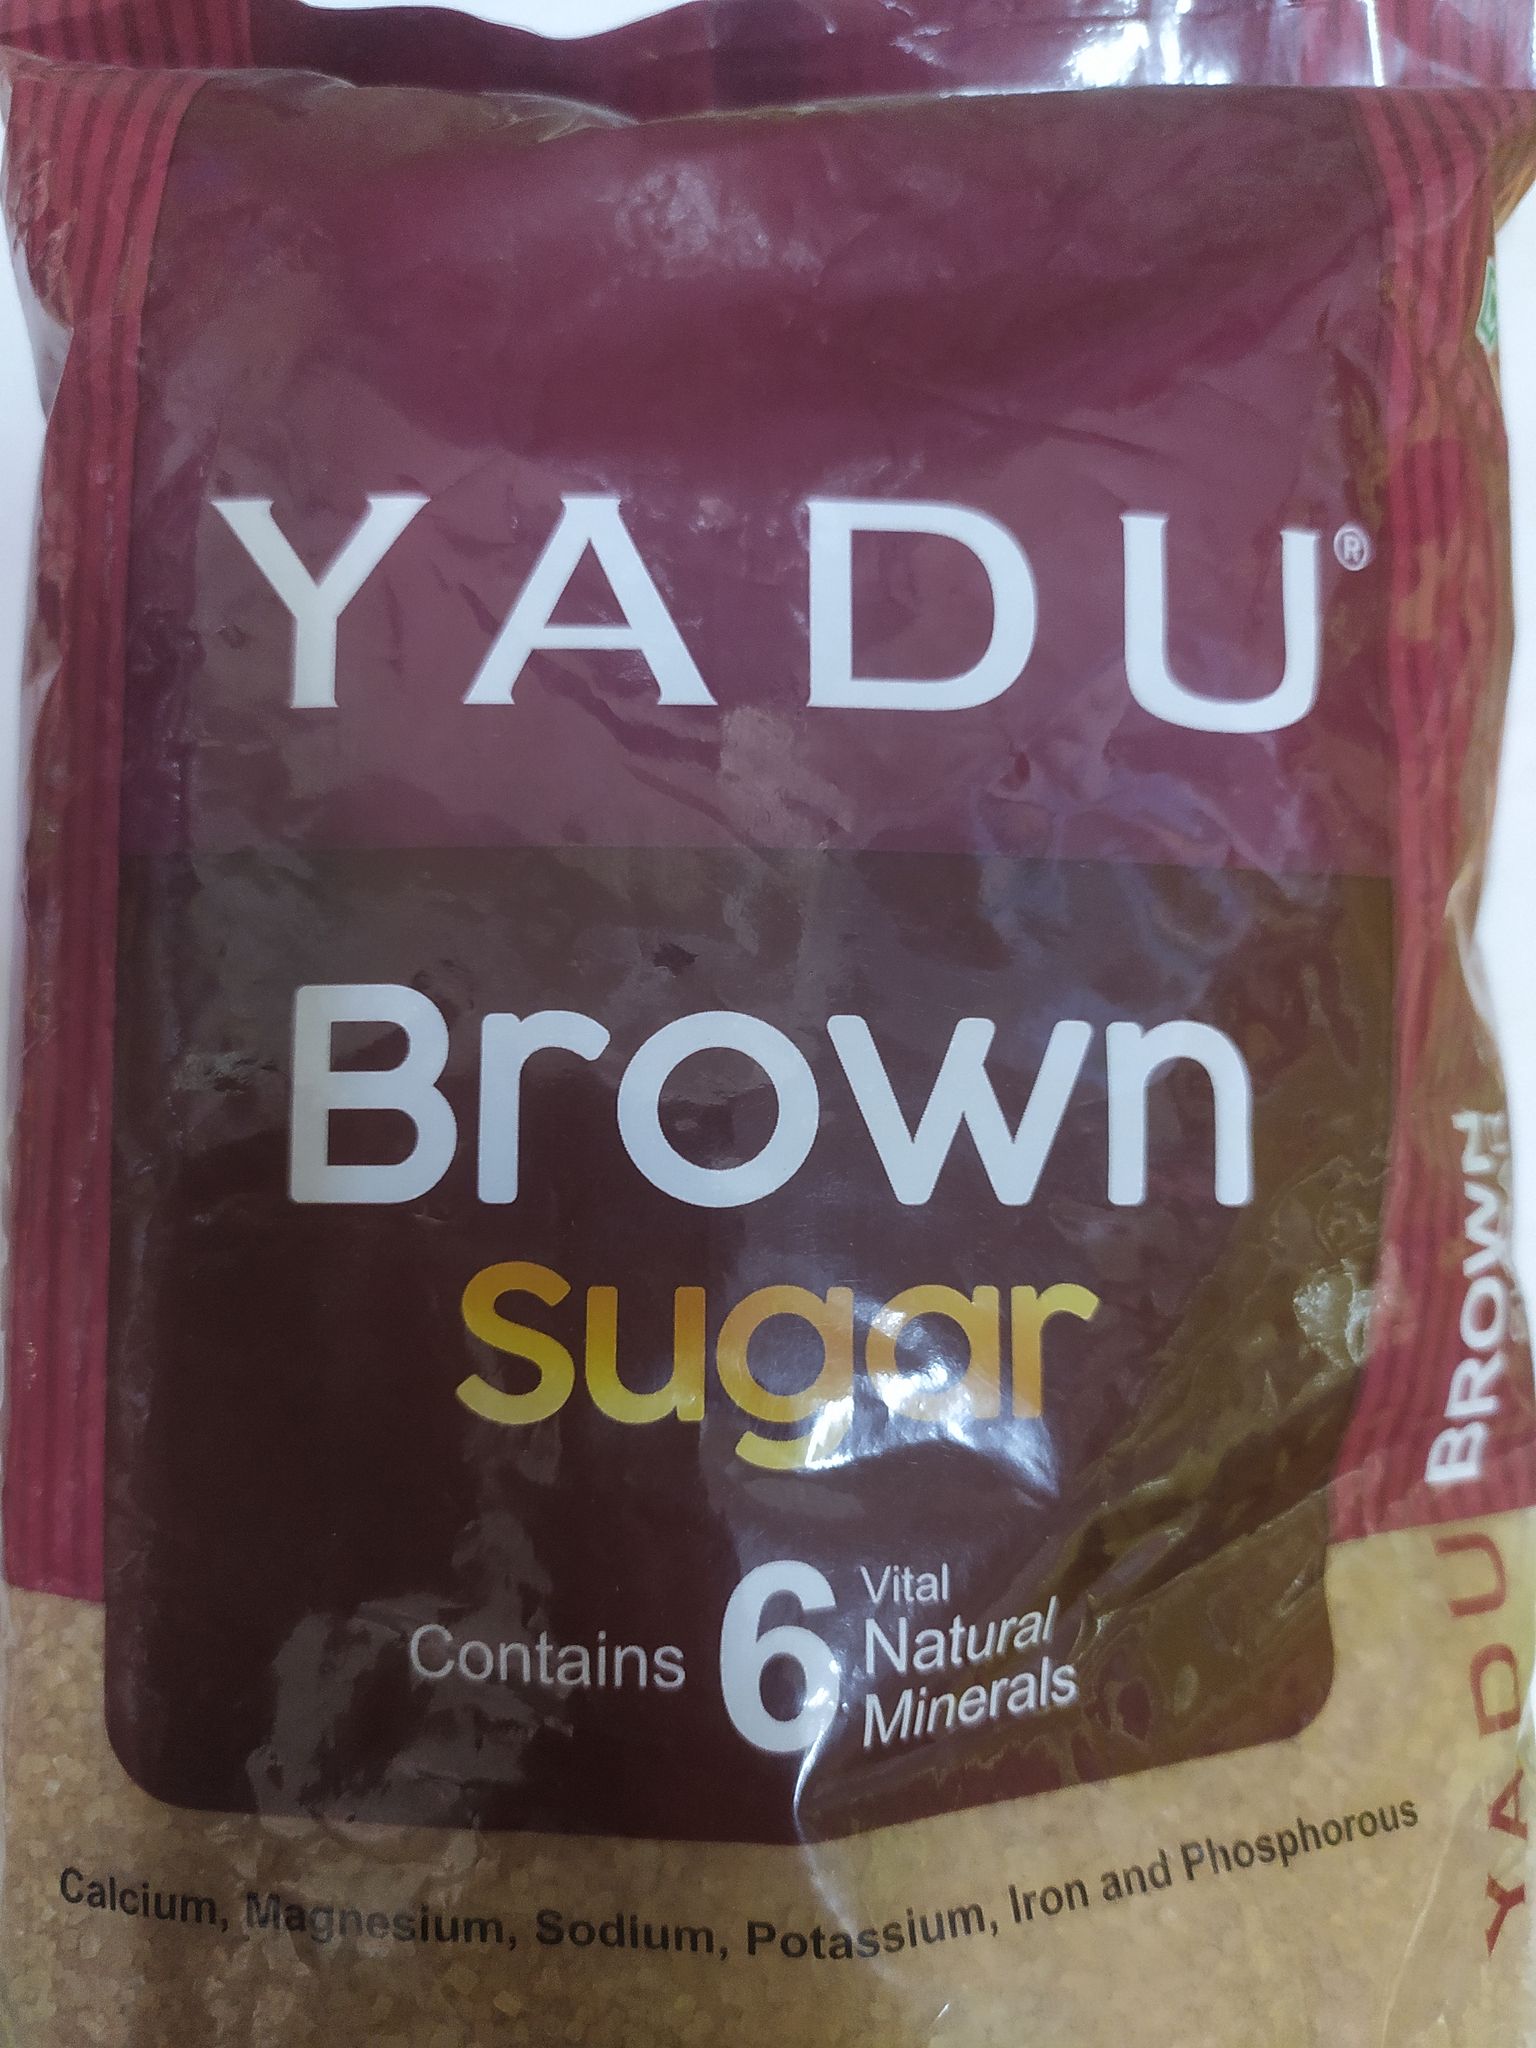 YADU®
Brown
Sugar
Contains 6 Vital
Natural
Minerals
Calcium, Magnesium, Sodium, Potassium, Iron and Phosphorous
YADU BROWN